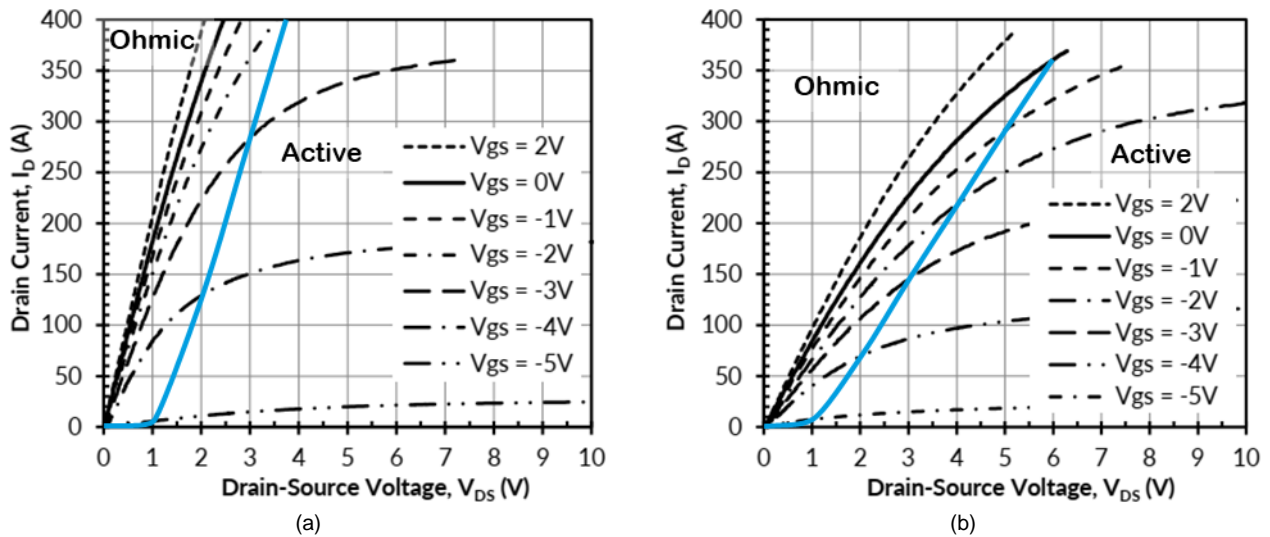 400
350
300
250
200
150
100
50
0
Drain Current, I_D (A)
Ohmic
Active
Vgs = 2V
Vgs = 0V
Vgs = -1V
Vgs = -2V
Vgs = -3V
Vgs = -4V
Vgs = -5V
0 1 2 3 4 5 6 7 8 9 10
Drain-Source Voltage, V_DS (V)
(a)
400
350
300
250
200
150
100
50
0
Drain Current, I_D (A)
Ohmic
Active
Vgs = 2V
Vgs = 0V
Vgs = -1V
Vgs = -2V
Vgs = -3V
Vgs = -4V
Vgs = -5V
0 1 2 3 4 5 6 7 8 9 10
Drain-Source Voltage, V_DS (V)
(b)